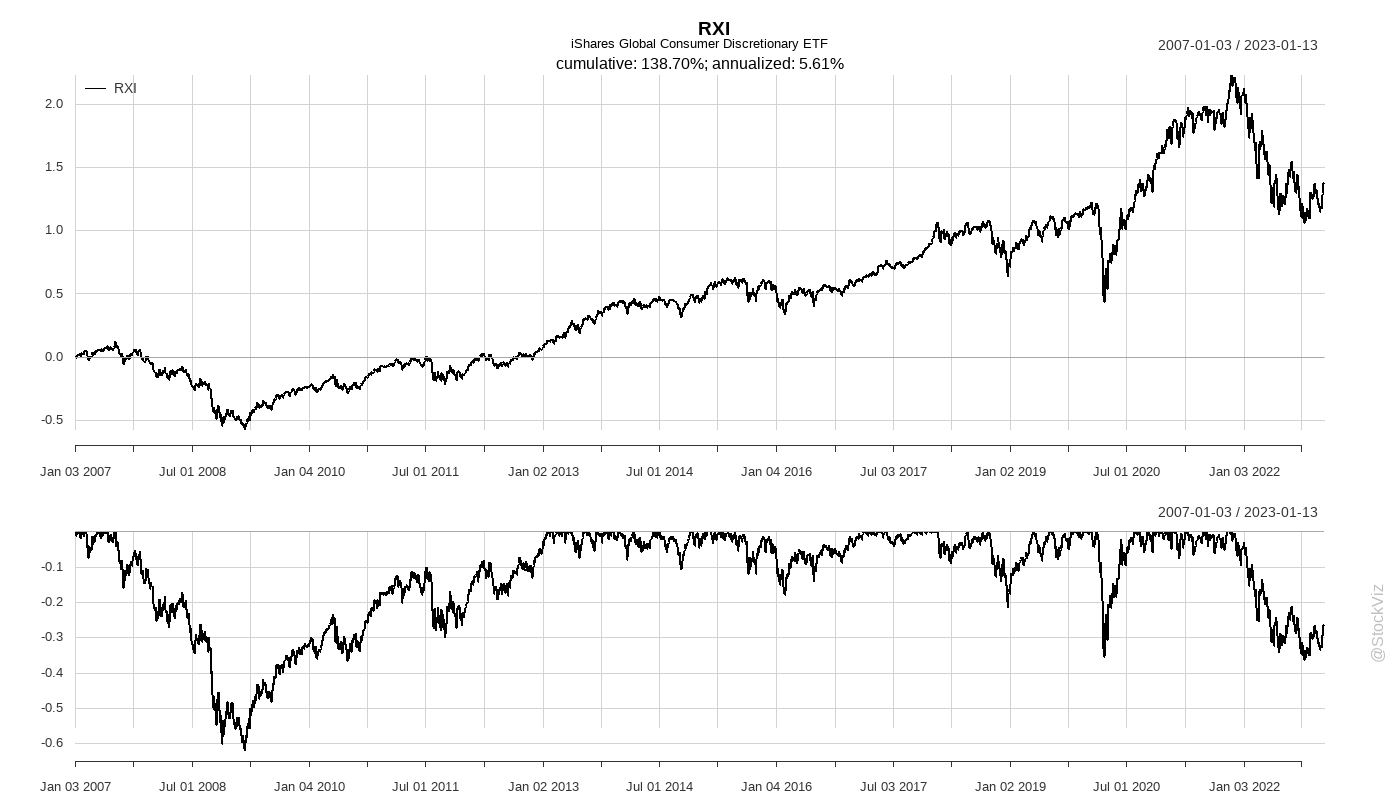 RXI
iShares Global Consumer Discretionary ETF
2007-01-03 / 2023-01-13
cumulative: 138.70%; annualized: 5.61%
RXI
2.0
1.5
1.0
0.5
0.0
-0.5
Jan 03 2007 Jul 01 2008 Jan 04 2010 Jul 01 2011 Jan 02 2013 Jul 01 2014 Jan 04 2016 Jul 03 2017 Jan 02 2019 Jul 01 2020 Jan 03 2022
2007-01-03 / 2023-01-13
-0.1
-0.2
-0.3
-0.4
-0.5
-0.6
Jan 03 2007 Jul 01 2008 Jan 04 2010 Jul 01 2011 Jan 02 2013 Jul 01 2014 Jan 04 2016 Jul 03 2017 Jan 02 2019 Jul 01 2020 Jan 03 2022
@StockViz